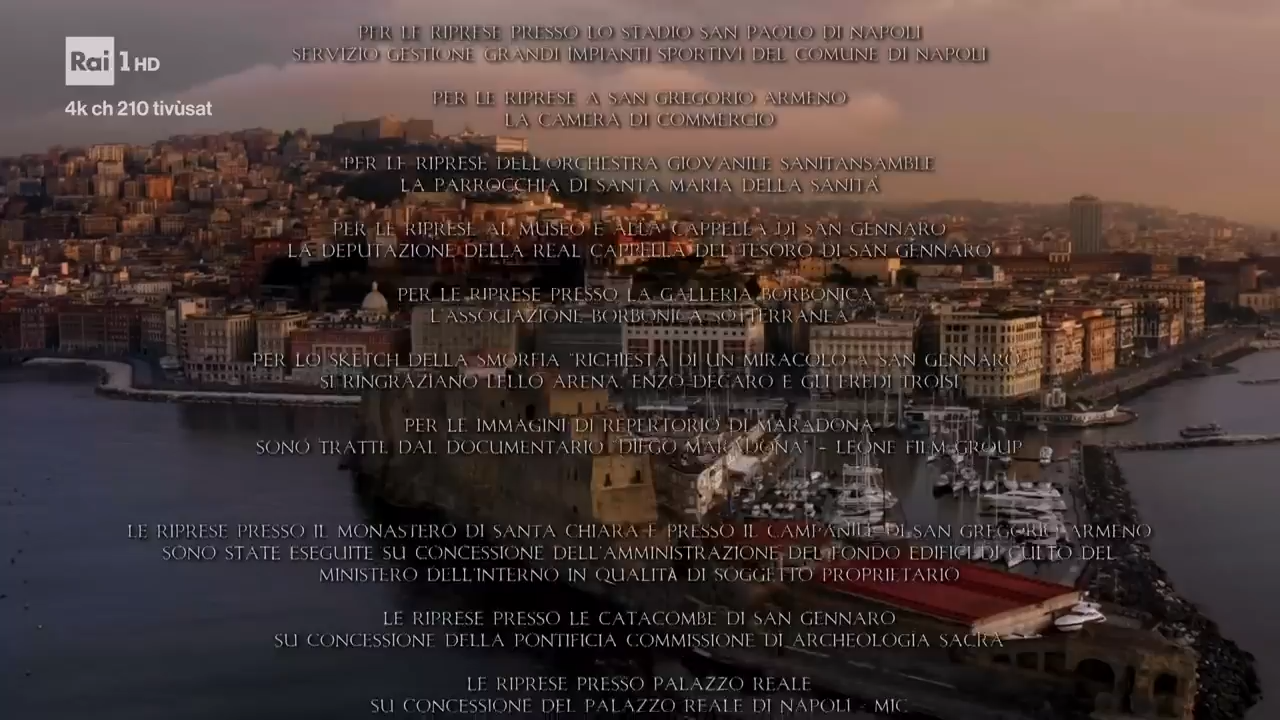 Rai 1 HD
4k ch 210 tivùsat
PER LE RIPRESE PRESSO LO STADIO SAN PAOLO DI NAPOLI
SERVIZIO GESTIONE GRANDI IMPIANTI SPORTIVI DEL COMUNE DI NAPOLI
PER LE RIPRESE A SAN GREGORIO ARMENO
LA CAMERA DI COMMERCIO
PER LE RIPRESE DELL'ORCHESTRA GIOVANILE SANITANSAMBLE
LA PARROCCHIA DI SANTA MARIA DELLA SANITA'
PER LE RIPRESE AL MUSEO E ALLA CAPPELLA DI SAN GENNARO
LA DEPUTAZIONE DELLA REAL CAPPELLA DEL TESORO DI SAN GENNARO
PER LE RIPRESE PRESSO LA GALLERIA BORBONICA
L'ASSOCIAZIONE BORBONICA SOTTERRANEA
PER LO SKETCH DELLA SMORFIA "RICHIESTA DI UN MIRACOLO A SAN GENNARO"
SI RINGRAZIANO LELLO ARENA, ENZO DECARO E GLI EREDI TROISI
PER LE IMMAGINI DI REPERTORIO DI MARADONA
SONO TRATTE DAL DOCUMENTARIO "DIEGO MARADONA" - LEONE FILM GROUP
LE RIPRESE PRESSO IL MONASTERO DI SANTA CHIARA E PRESSO IL CAMPANILE DI SAN GREGORIO ARMENO
SONO STATE ESEGUITE SU CONCESSIONE DELL'AMMINISTRAZIONE DEL FONDO EDIFICI DI CULTO DEL
MINISTERO DELL'INTERNO IN QUALITÀ DI SOGGETTO PROPRIETARIO
LE RIPRESE PRESSO LE CATACOMBE DI SAN GENNARO
SU CONCESSIONE DELLA PONTIFICIA COMMISSIONE DI ARCHEOLOGIA SACRA
LE RIPRESE PRESSO PALAZZO REALE
SU CONCESSIONE DEL PALAZZO REALE DI NAPOLI - MIC